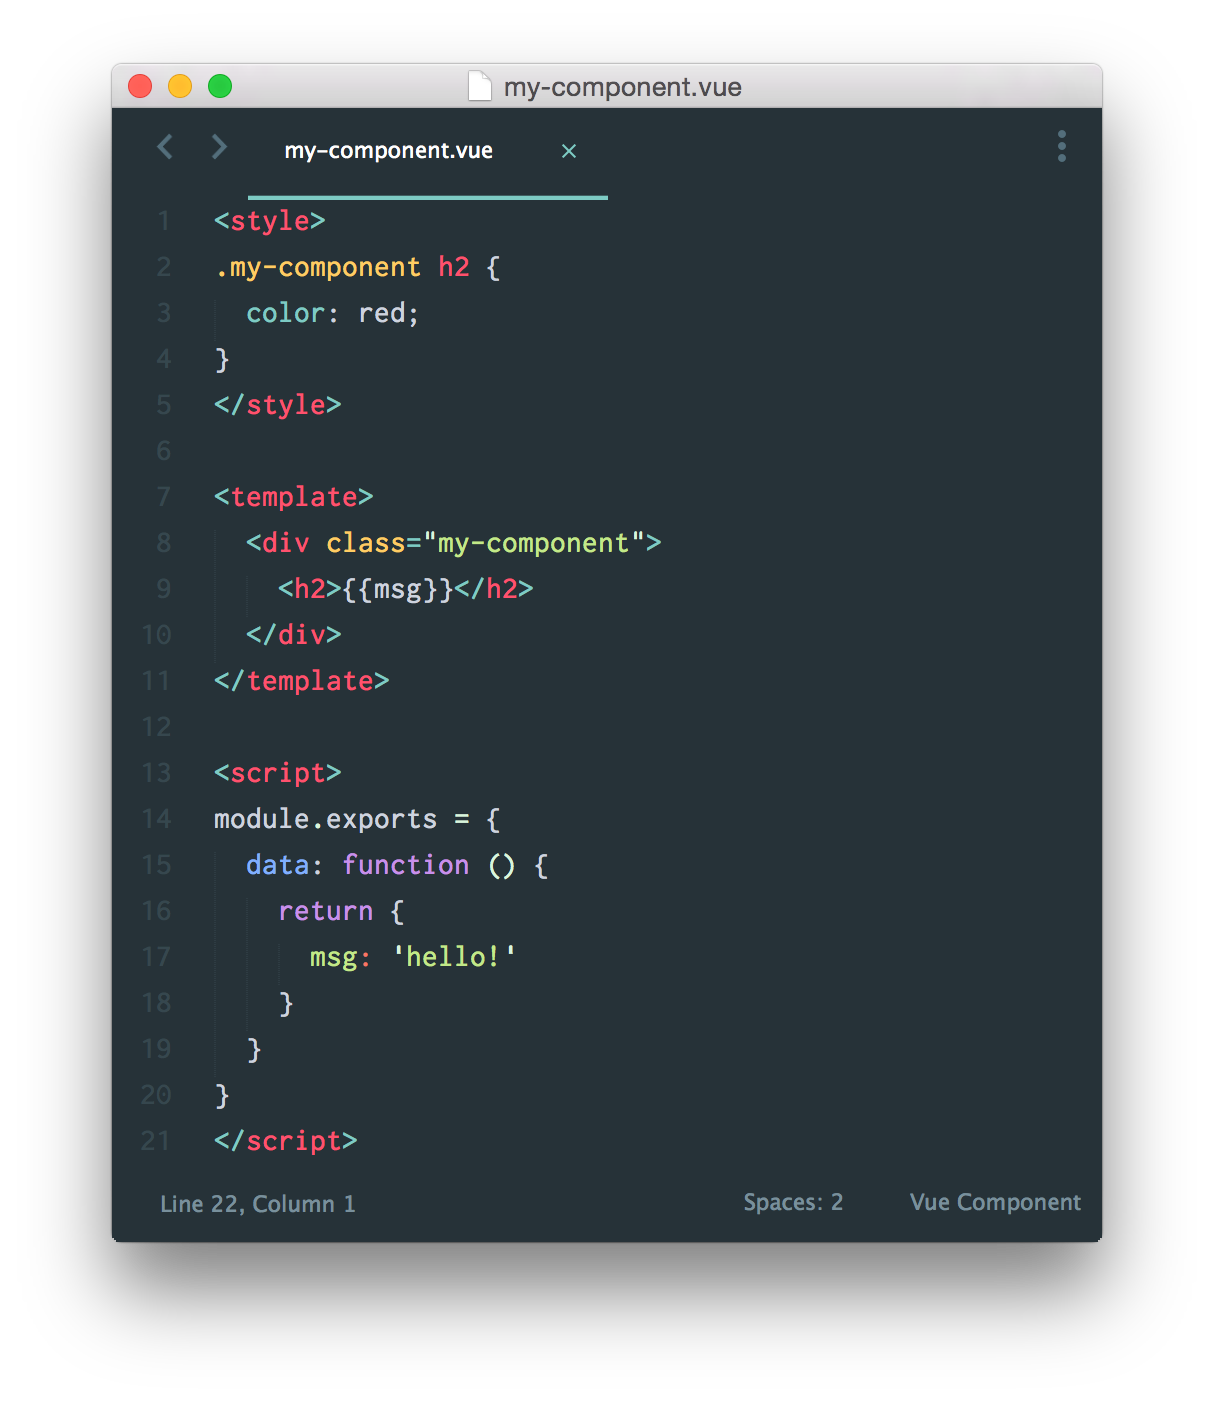 my-component.vue
my-component.vue ×
1 <style>
2 .my-component h2 {
3   color: red;
4 }
5 </style>
6
7 <template>
8   <div class="my-component">
9     <h2>{{msg}}</h2>
10   </div>
11 </template>
12
13 <script>
14 module.exports = {
15   data: function () {
16     return {
17       msg: 'hello!'
18     }
19   }
20 }
21 </script>
Line 22, Column 1 Spaces: 2 Vue Component